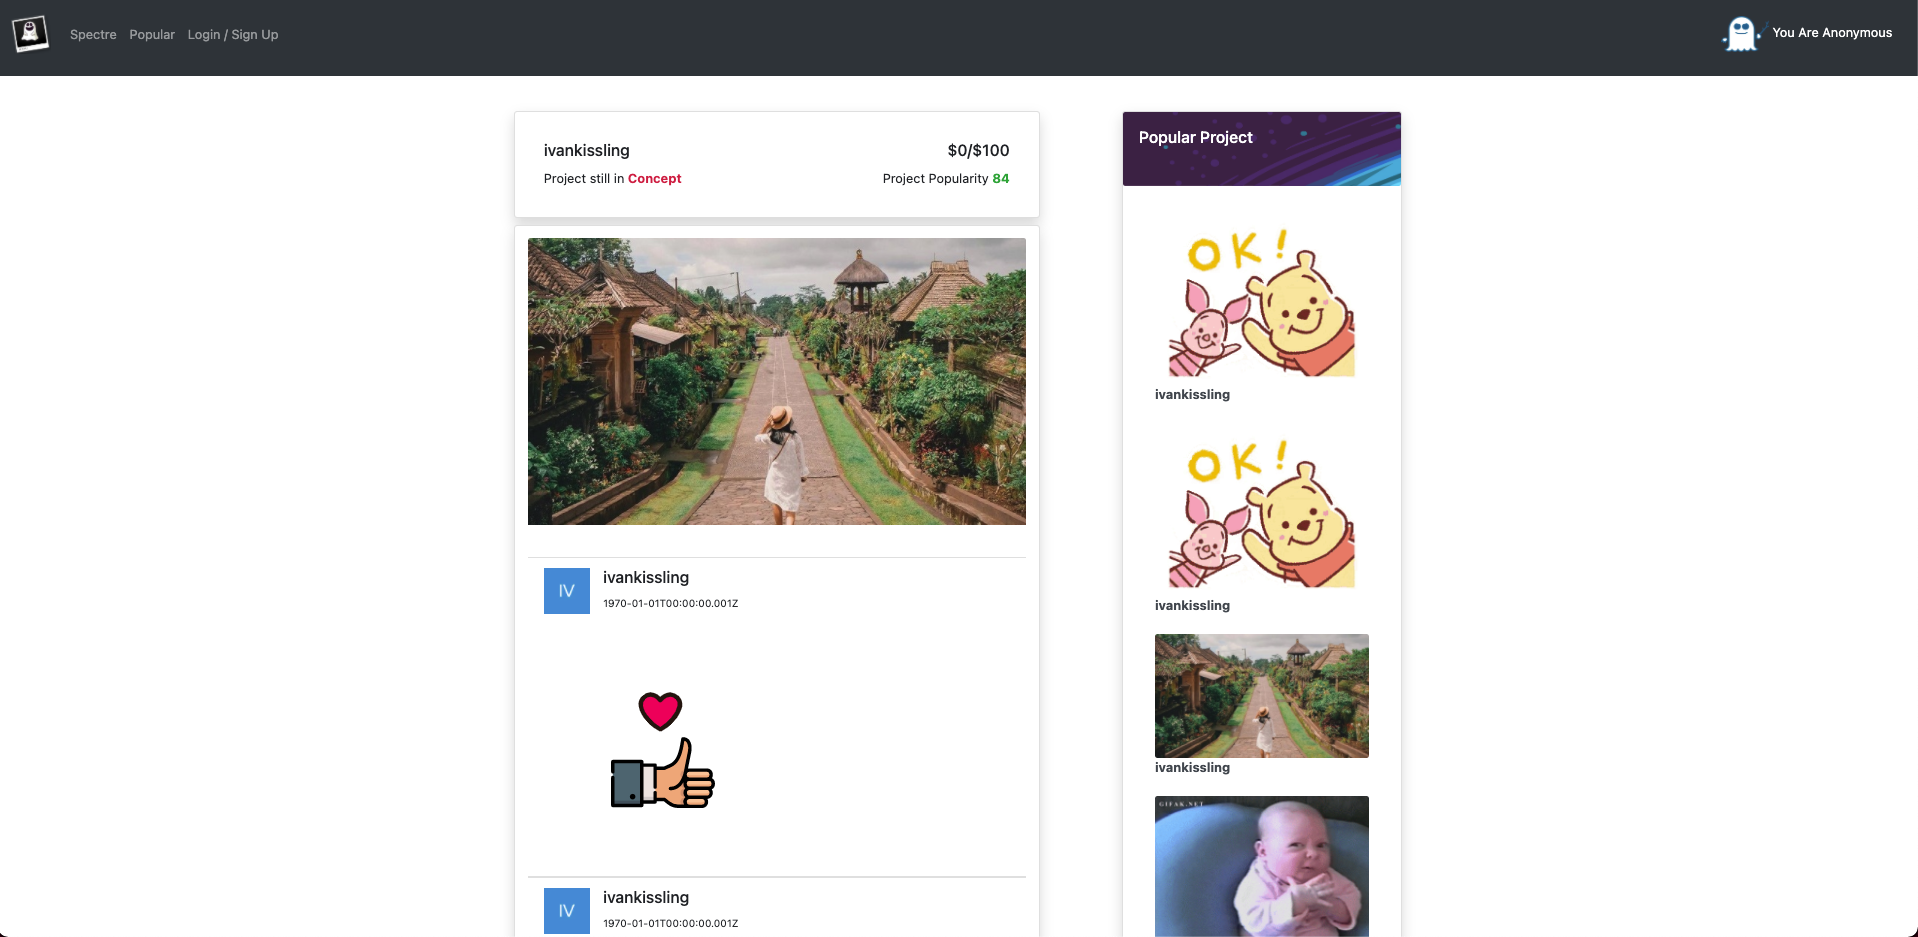 Spectre Popular Login / Sign Up
You Are Anonymous
ivankissling
$0/$100
Project still in Concept
Project Popularity 84
IV
ivankissling
1970-01-01T00:00:00.001Z
IV
ivankissling
1970-01-01T00:00:00.001Z
Popular Project
OK!
ivankissling
OK!
ivankissling
ivankissling
GIFAK.NET